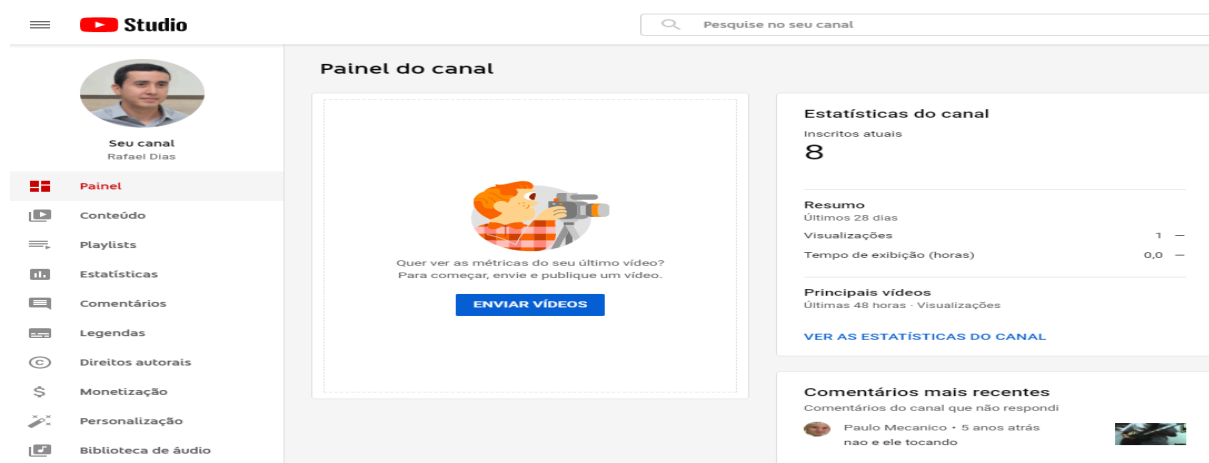 Studio
Pesquise no seu canal
Seu canal
Rafael Dias
Painel
Conteúdo
Playlists
Estatísticas
Comentários
Legendas
Direitos autorais
Monetização
Personalização
Biblioteca de áudio
Painel do canal
Quer ver as métricas do seu último vídeo?
Para começar, envie e publique um vídeo.
ENVIAR VÍDEOS
Estatísticas do canal
Inscritos atuais
8
Resumo
Últimos 28 dias
Visualizações 1 —
Tempo de exibição (horas) 0,0 —
Principais vídeos
Últimas 48 horas · Visualizações
VER AS ESTATÍSTICAS DO CANAL
Comentários mais recentes
Comentários do canal que não respondi
Paulo Mecanico • 5 anos atrás
nao e ele tocando